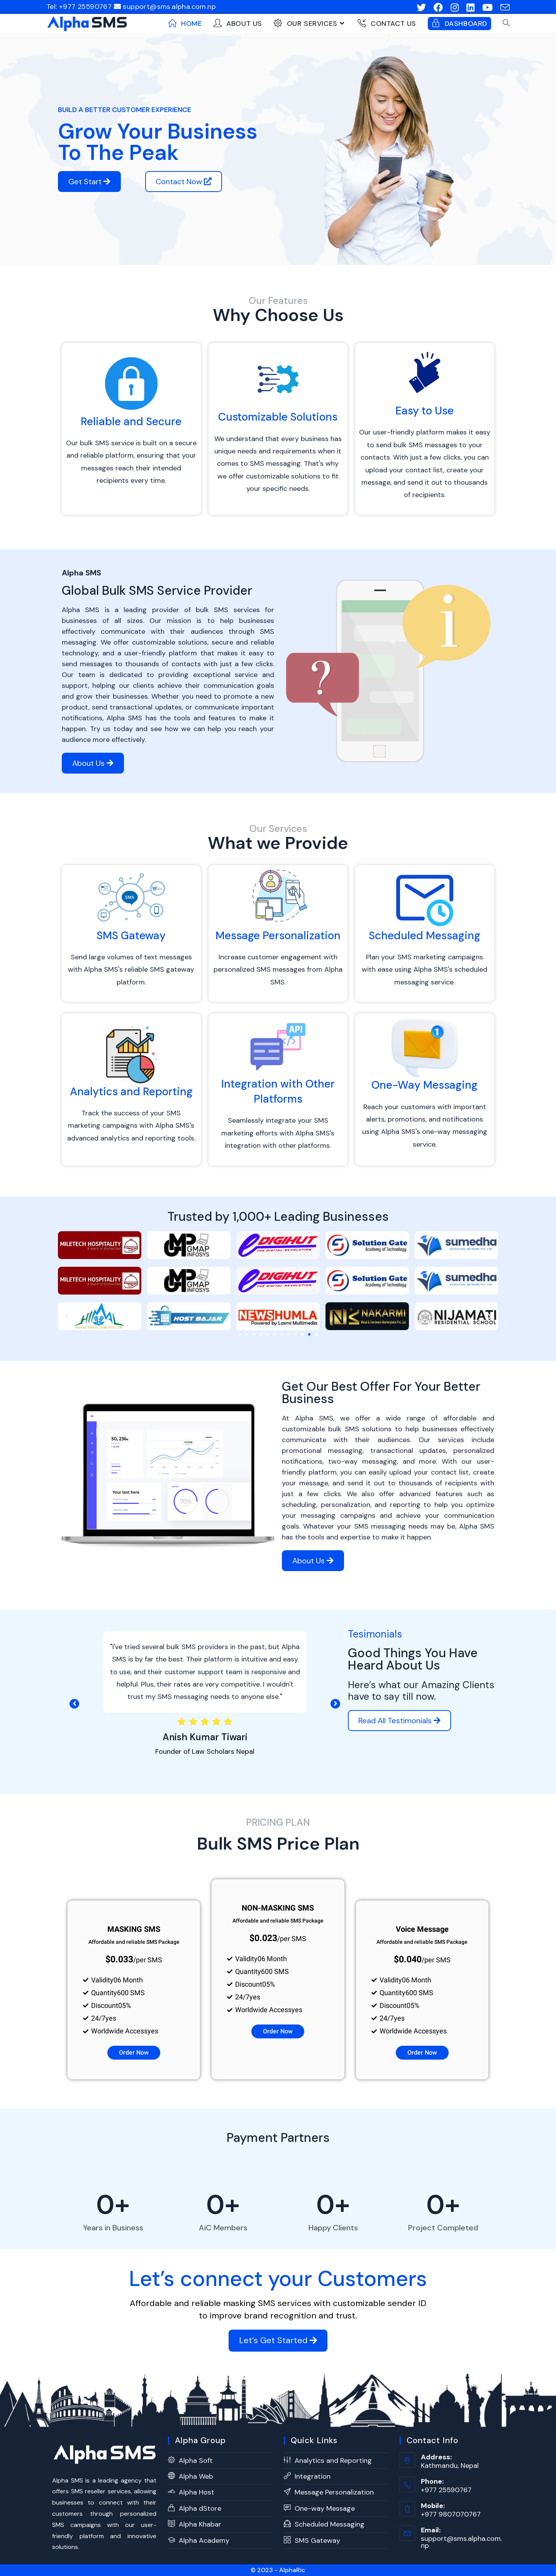 Tel: +977 25590767 support@sms.alpha.com.np
Alpha SMS HOME ABOUT US OUR SERVICES CONTACT US DASHBOARD
BUILD A BETTER CUSTOMER EXPERIENCE
Grow Your Business
To The Peak
Get Start Contact Now
Our Features
Why Choose Us
Reliable and Secure
Our bulk SMS service is built on a secure
and reliable platform, ensuring that your
messages reach their intended
recipients every time.
Customizable Solutions
We understand that every business has
unique needs and requirements when it
comes to SMS messaging. That's why
we offer customizable solutions to fit
your specific needs.
Easy to Use
Our user-friendly platform makes it easy
to send bulk SMS messages to your
contacts. With just a few clicks, you can
upload your contact list, create your
message, and send it out to thousands
of recipients.
Alpha SMS
Global Bulk SMS Service Provider
Alpha SMS is a leading provider of bulk SMS services for
businesses of all sizes. Our mission is to help businesses
effectively communicate with their audiences through SMS
messaging. We offer customizable solutions, secure and reliable
technology, and a user-friendly platform that makes it easy to
send messages to thousands of contacts with just a few clicks.
Our team is dedicated to providing exceptional service and
support, helping our clients achieve their communication goals
and grow their businesses. Whether you need to promote a new
product, send transactional updates, or communicate important
notifications, Alpha SMS has the tools and features to make it
happen. Try us today and see how we can help you reach your
audience more effectively.
About Us
?
i
Our Services
What we Provide
SMS
SMS Gateway
Send large volumes of text messages
with Alpha SMS's reliable SMS gateway
platform.
Message Personalization
Increase customer engagement with
personalized SMS messages from Alpha
SMS.
Scheduled Messaging
Plan your SMS marketing campaigns
with ease using Alpha SMS's scheduled
messaging service.
Analytics and Reporting
Track the success of your SMS
marketing campaigns with Alpha SMS's
advanced analytics and reporting tools.
API
</>
Integration with Other
Platforms
Seamlessly integrate your SMS
marketing efforts with Alpha SMS's
integration with other platforms.
1
One-Way Messaging
Reach your customers with important
alerts, promotions, and notifications
using Alpha SMS's one-way messaging
service.
Trusted by 1,000+ Leading Businesses
MILETECH HOSPITALITY
GMAP
INFOSYS
DIGIHUT
THE DIGITAL REVOLUTION
Solution Gate
Academy of Technology
sumedha
MILETECH HOSPITALITY
GMAP
INFOSYS
DIGIHUT
THE DIGITAL REVOLUTION
Solution Gate
Academy of Technology
sumedha
HOST BAJAR
NEWSHUMLA
Powered by Laxmi Multimedia
NAKARMI
NIJAMATI
RESIDENTIAL SCHOOL
50,236
Your text here
70%
Get Our Best Offer For Your Better
Business
At Alpha SMS, we offer a wide range of affordable and
customizable bulk SMS solutions to help businesses effectively
communicate with their audiences. Our services include
promotional messaging, transactional updates, personalized
notifications, two-way messaging, and more. With our user-
friendly platform, you can easily upload your contact list, create
your message, and send it out to thousands of recipients with
just a few clicks. We also offer advanced features such as
scheduling, personalization, and reporting to help you optimize
your messaging campaigns and achieve your communication
goals. Whatever your SMS messaging needs may be, Alpha SMS
has the tools and expertise to make it happen.
About Us
"I've tried several bulk SMS providers in the past, but Alpha
SMS is by far the best. Their platform is intuitive and easy
to use, and their customer support team is responsive and
helpful. Plus, their rates are very competitive. I wouldn't
trust my SMS messaging needs to anyone else."
Anish Kumar Tiwari
Founder of Law Scholars Nepal
Tesimonials
Good Things You Have
Heard About Us
Here's what our Amazing Clients
have to say till now.
Read All Testimonials
PRICING PLAN
Bulk SMS Price Plan
MASKING SMS
Affordable and reliable SMS Package
$0.033/per SMS
Validity06 Month
Quantity600 SMS
Discount05%
24/7yes
Worldwide Accessyes
Order Now
NON-MASKING SMS
Affordable and reliable SMS Package
$0.023/per SMS
Validity06 Month
Quantity600 SMS
Discount05%
24/7yes
Worldwide Accessyes
Order Now
Voice Message
Affordable and reliable SMS Package
$0.040/per SMS
Validity06 Month
Quantity600 SMS
Discount05%
24/7yes
Worldwide Accessyes
Order Now
Payment Partners
0+ 0+ 0+ 0+
Years in Business AiC Members Happy Clients Project Completed
Let's connect your Customers
Affordable and reliable masking SMS services with customizable sender ID
to improve brand recognition and trust.
Let's Get Started
Alpha SMS
Alpha SMS is a leading agency thats
offers SMS reseller services, allowing
businesses to connect with their
customers through personalized
SMS campaigns with our user-
friendly platform and innovative
solutions.
Alpha Group
Alpha Soft
Alpha Web
Alpha Host
Alpha dStore
Alpha Khabar
Alpha Academy
Quick Links
Analytics and Reporting
Integration
Message Personalization
One-way Message
Scheduled Messaging
SMS Gateway
Contact Info
Address:
Kathmandu, Nepal
Phone:
+977 25590767
Mobile:
+977 9807070767
Email:
support@sms.alpha.com.
np
© 2023 - AlphaRic